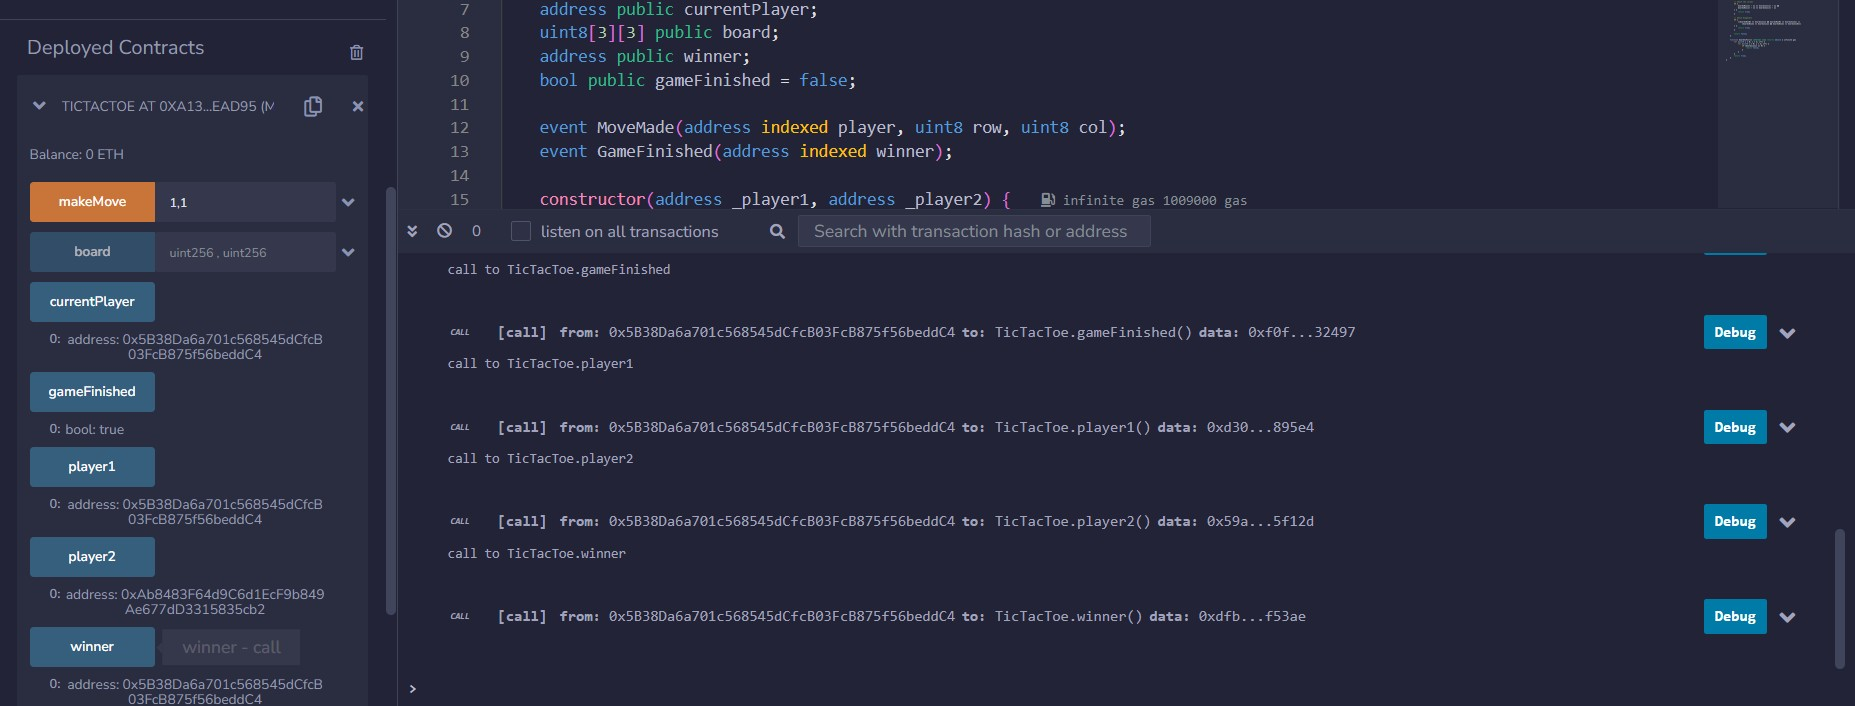 Deployed Contracts
TICTACTOE AT 0XA13...EAD95 (M
Balance: 0 ETH
makeMove 1,1
board uint256 , uint256
currentPlayer
0: address: 0x5B38Da6a701c568545dCfcB
03FcB875f56beddC4
gameFinished
0: bool: true
player1
0: address: 0x5B38Da6a701c568545dCfcB
03FcB875f56beddC4
player2
0: address: 0xAb8483F64d9C6d1EcF9b849
Ae677dD3315835cb2
winner winner - call
0: address: 0x5B38Da6a701c568545dCfcB
03FcB875f56beddC4
7 address public currentPlayer;
8 uint8[3][3] public board;
9 address public winner;
10 bool public gameFinished = false;
11
12 event MoveMade(address indexed player, uint8 row, uint8 col);
13 event GameFinished(address indexed winner);
14
15 constructor(address _player1, address _player2) { infinite gas 1009000 gas
0 listen on all transactions Search with transaction hash or address
call to TicTacToe.gameFinished
CALL [call] from: 0x5B38Da6a701c568545dCfcB03FcB875f56beddC4 to: TicTacToe.gameFinished() data: 0xf0f...32497 Debug
call to TicTacToe.player1
CALL [call] from: 0x5B38Da6a701c568545dCfcB03FcB875f56beddC4 to: TicTacToe.player1() data: 0xd30...895e4 Debug
call to TicTacToe.player2
CALL [call] from: 0x5B38Da6a701c568545dCfcB03FcB875f56beddC4 to: TicTacToe.player2() data: 0x59a...5f12d Debug
call to TicTacToe.winner
CALL [call] from: 0x5B38Da6a701c568545dCfcB03FcB875f56beddC4 to: TicTacToe.winner() data: 0xdfb...f53ae Debug
>